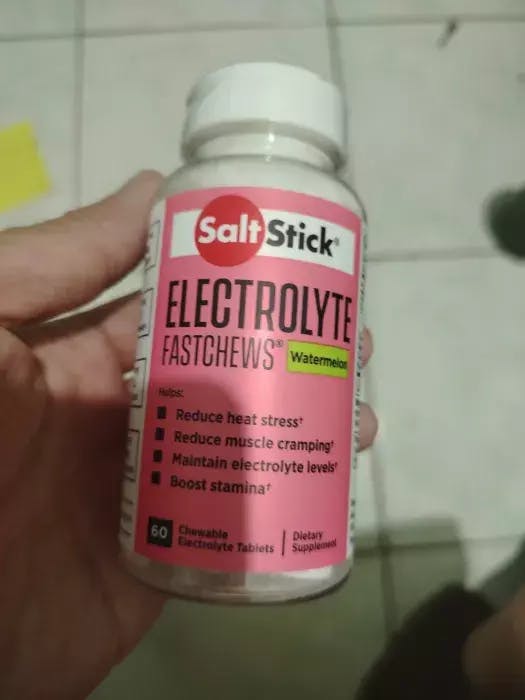 SaltStick®
ELECTROLYTE
FASTCHEWS® Watermelon
Helps:
Reduce heat stress†
Reduce muscle cramping†
Maintain electrolyte levels†
Boost stamina†
60 Chewable Dietary
Electrolyte Tablets Supplement